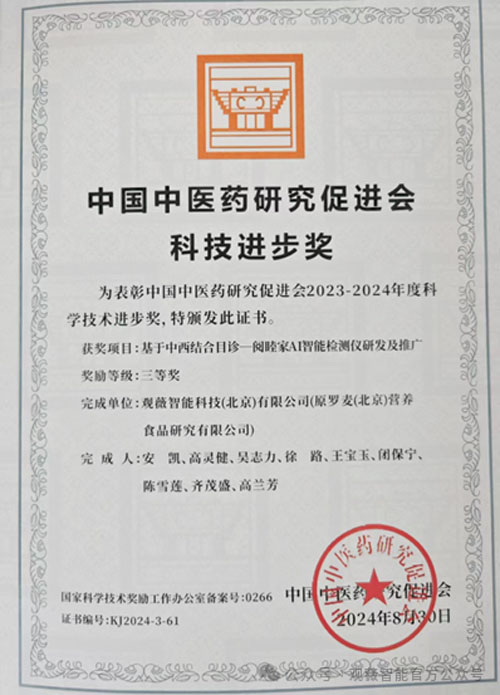 中国中医药研究促进会
科技进步奖
为表彰中国中医药研究促进会2023-2024年度科
学技术进步奖,特颁发此证书。
获奖项目:基于中西结合目诊—阅睦家AI智能检测仪研发及推广
奖励等级:三等奖
完成单位:观薇智能科技(北京)有限公司(原罗麦(北京)营养
食品研究有限公司)
完 成 人:安 凯、高灵健、吴志力、徐 路、王宝玉、闭保宁、
陈雪莲、齐茂盛、高兰芳
国家科学技术奖励工作办公室备案号:0266
证书编号:KJ2024-3-61
中国中医药研究促进会
2024年8月30日
中国中医药研究促进会
公众号·观薇智能官方公众号